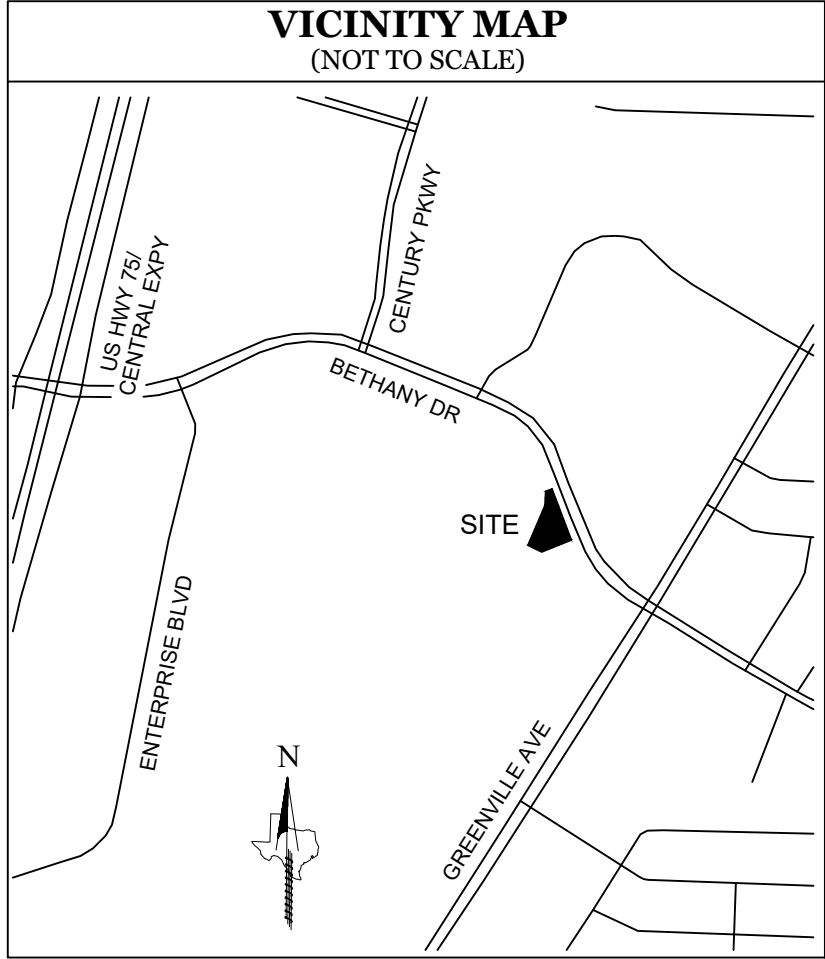 VICINITY MAP
(NOT TO SCALE)
US HWY 75/
CENTRAL EXPY
CENTURY PKWY
BETHANY DR
SITE
ENTERPRISE BLVD
N
GREENVILLE AVE